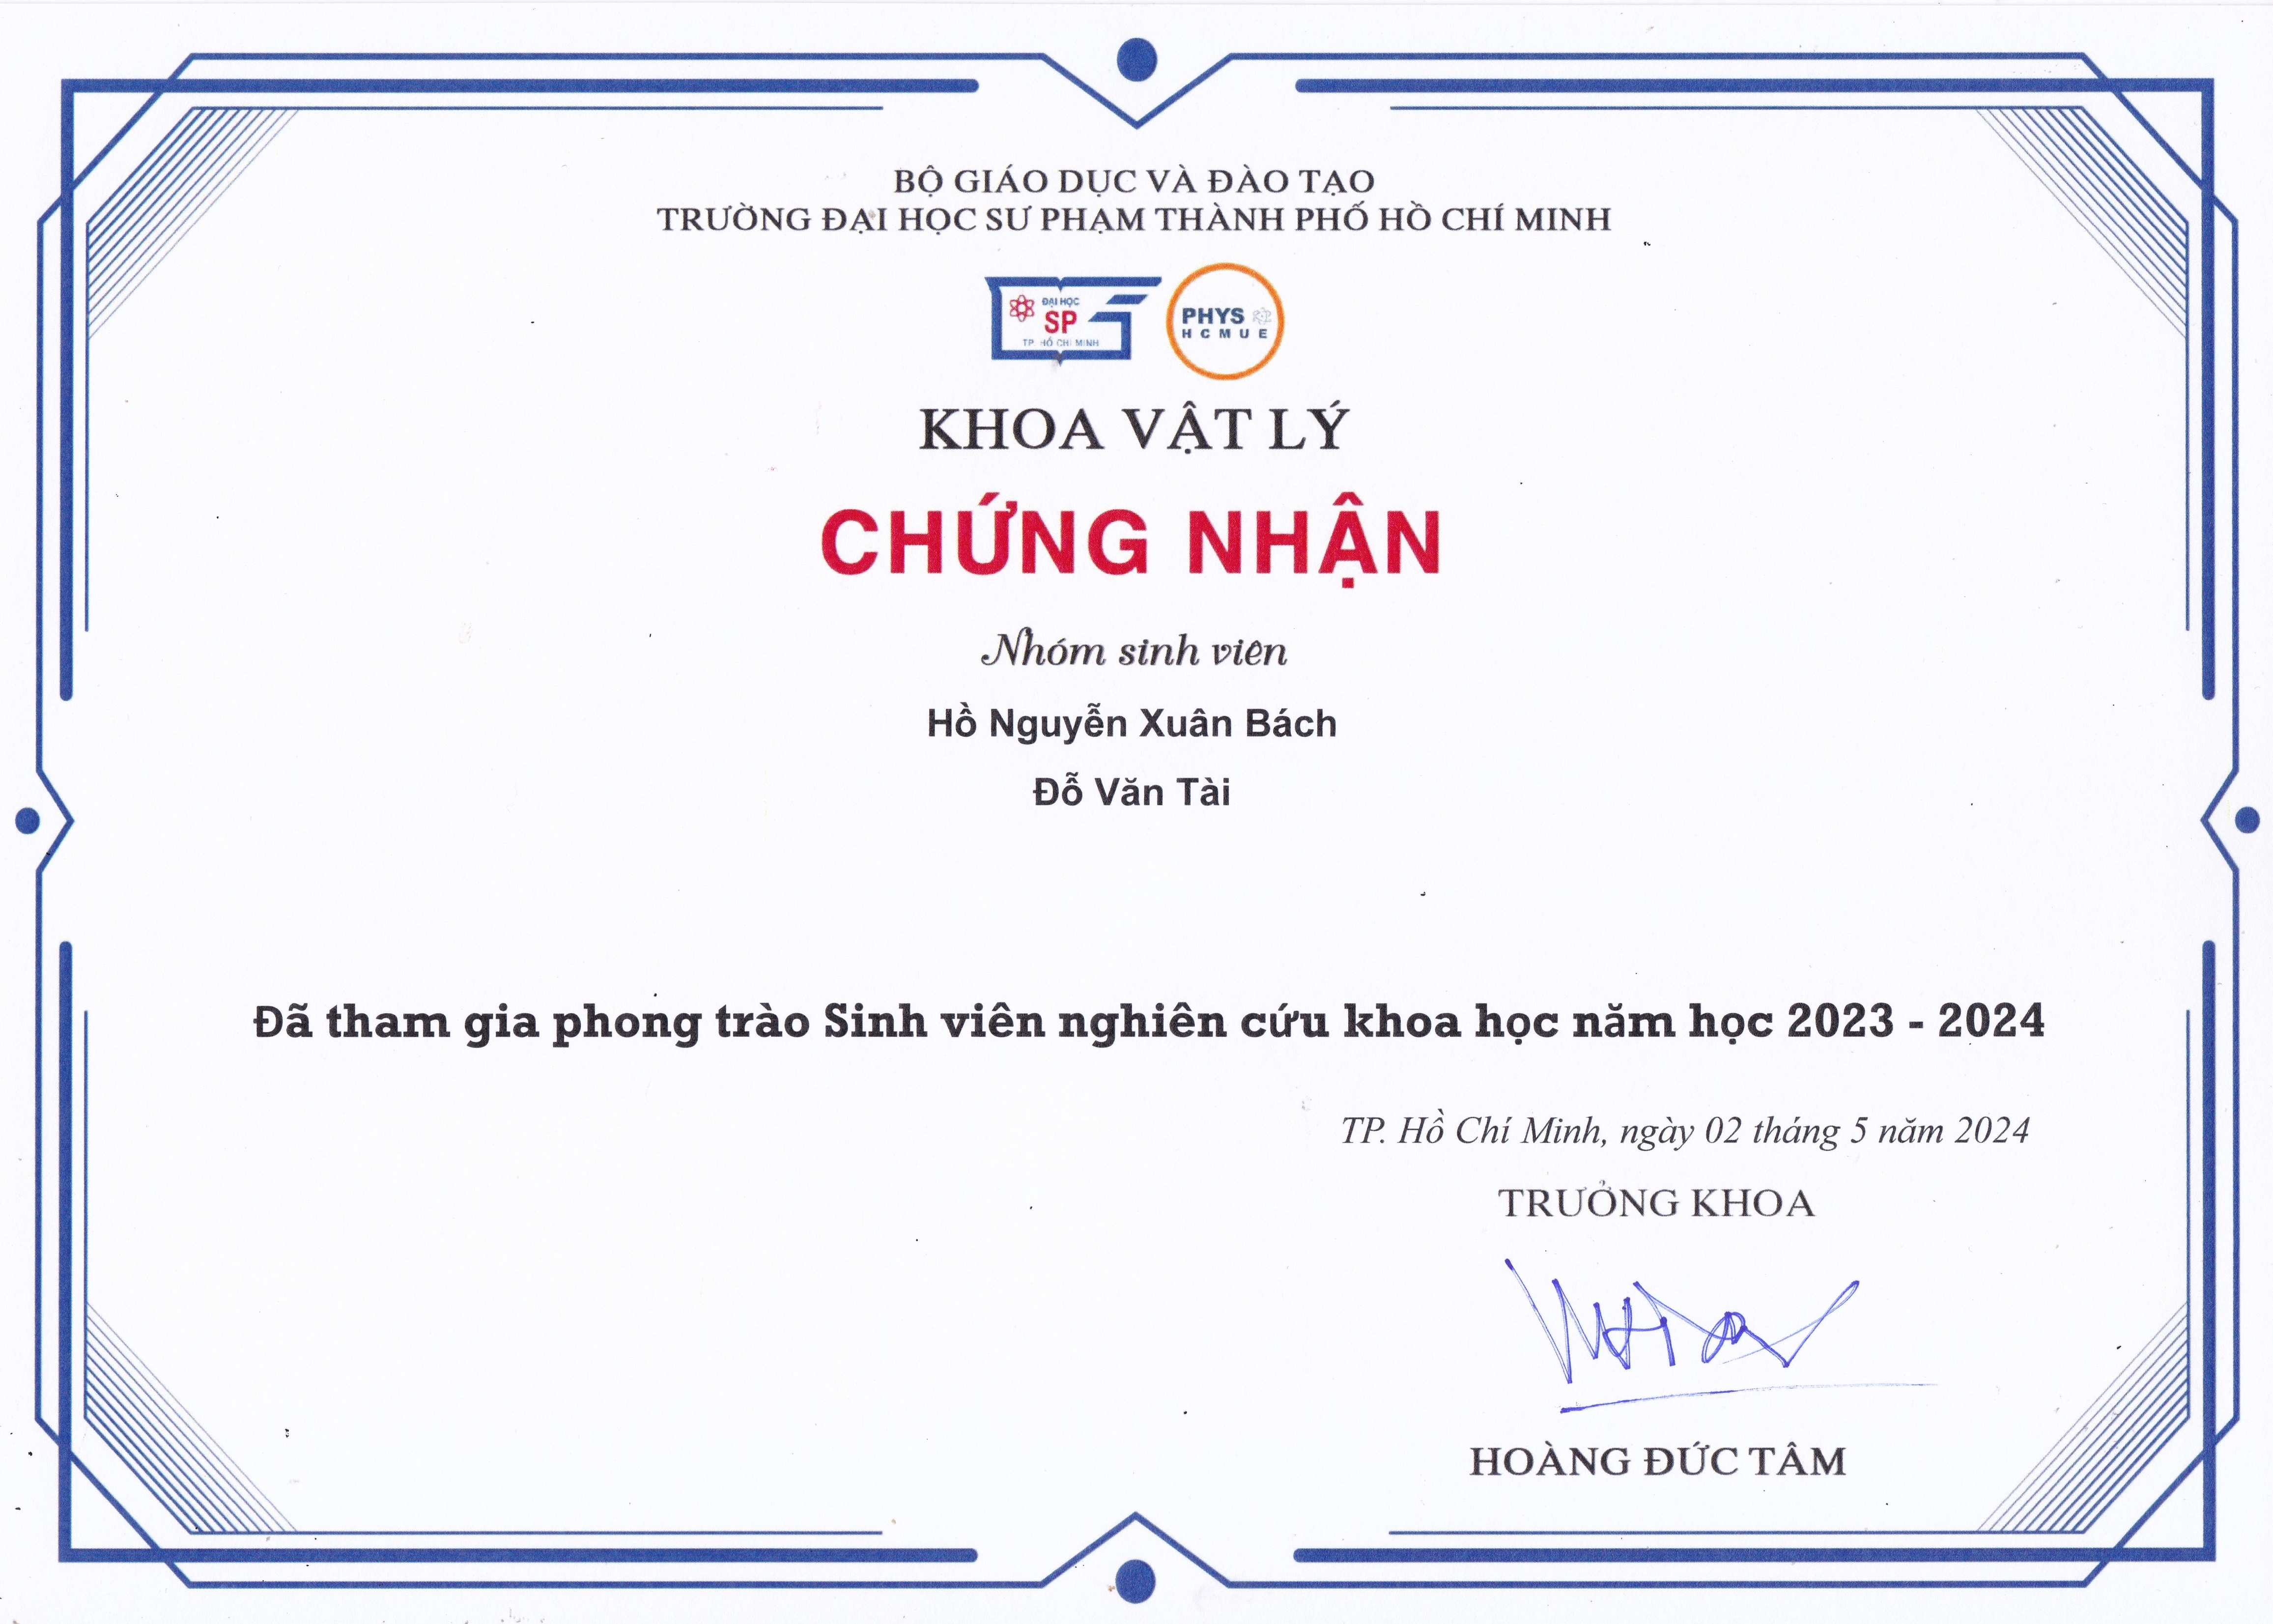 BỘ GIÁO DỤC VÀ ĐÀO TẠO
TRƯỜNG ĐẠI HỌC SƯ PHẠM THÀNH PHỐ HỒ CHÍ MINH
ĐẠI HỌC
SP
TP HỒ CHÍ MINH
PHYS
HCMUE
KHOA VẬT LÝ
CHỨNG NHẬN
Nhóm sinh viên
Hồ Nguyễn Xuân Bách
Đỗ Văn Tài
Đã tham gia phong trào Sinh viên nghiên cứu khoa học năm học 2023 - 2024
TP. Hồ Chí Minh, ngày 02 tháng 5 năm 2024
TRƯỞNG KHOA
HOÀNG ĐỨC TÂM